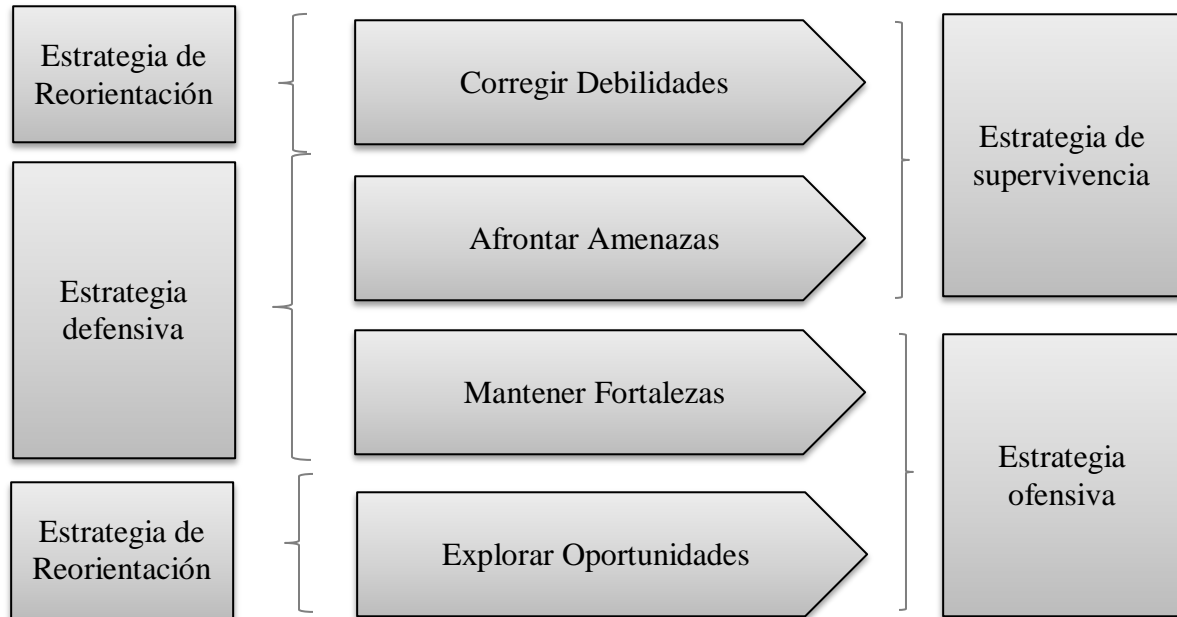 Estrategia de
Reorientación
Corregir Debilidades
Estrategia de
supervivencia
Afrontar Amenazas
Estrategia
defensiva
Mantener Fortalezas
Estrategia
ofensiva
Estrategia de
Reorientación
Explorar Oportunidades